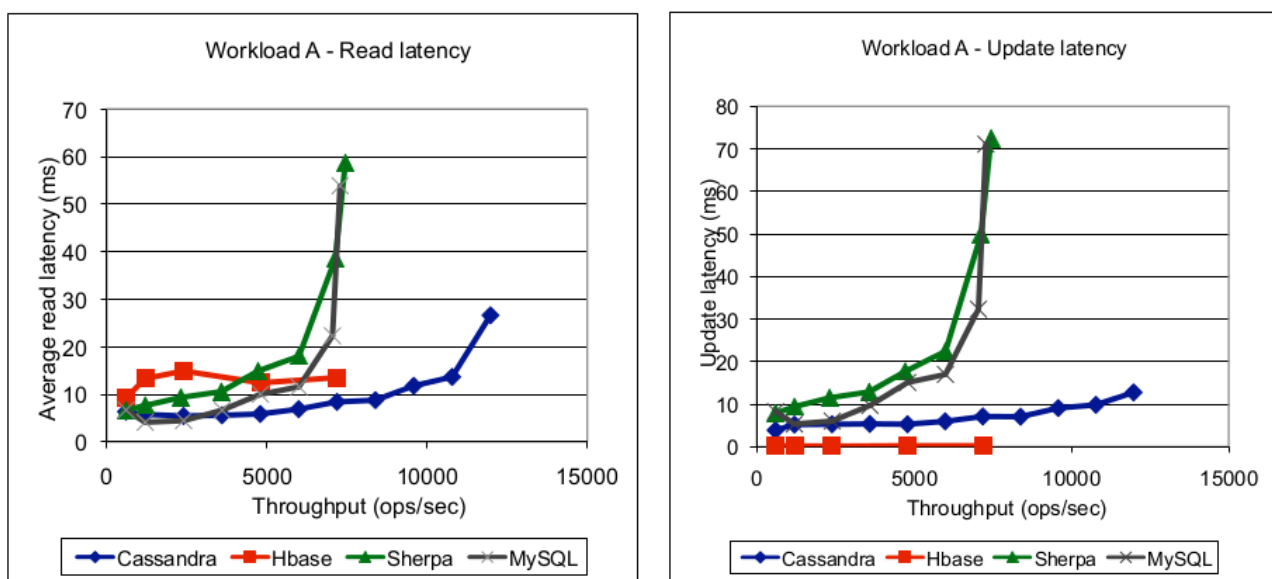 Workload A - Read latency
70
60
50
40
30
20
10
0
Average read latency (ms)
0 5000 10000 15000
Throughput (ops/sec)
Cassandra Hbase Sherpa MySQL
Workload A - Update latency
80
70
60
50
40
30
20
10
0
Update latency (ms)
0 5000 10000 15000
Throughput (ops/sec)
Cassandra Hbase Sherpa MySQL